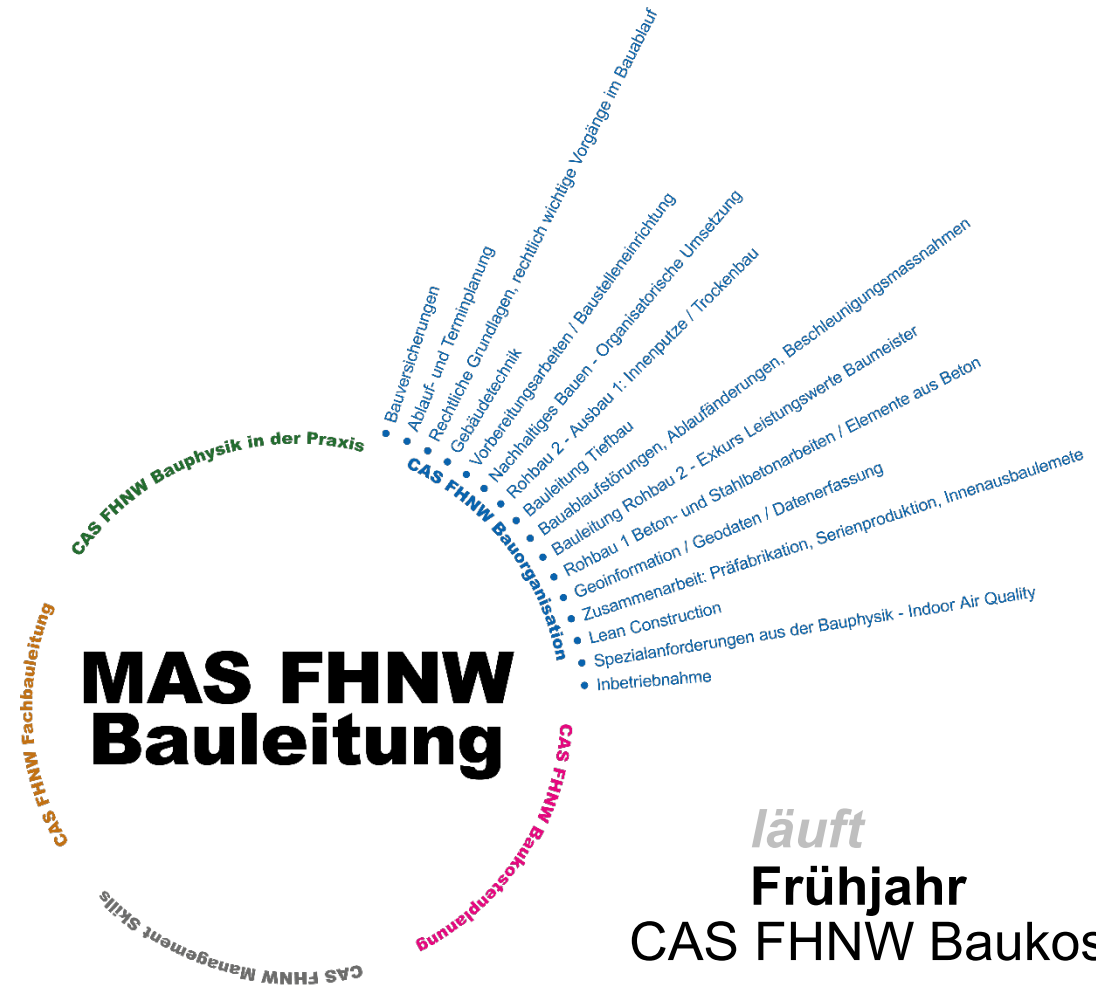 Bauversicherungen
Ablauf- und Terminplanung
Rechtliche Grundlagen, rechtlich wichtige Vorgänge im Bauablauf
Gebäudetechnik
Vorbereitungsarbeiten / Baustelleneinrichtung
Nachhaltiges Bauen - Organisatorische Umsetzung
Rohbau 2 - Ausbau 1: Innenputze / Trockenbau
Bauleitung Tiefbau
Bauablaufstörungen, Ablaufänderungen, Beschleunigungsmassnahmen
Bauleitung Rohbau 2 - Exkurs Leistungswerte Baumeister
Rohbau 1 Beton- und Stahlbetonarbeiten / Elemente aus Beton
Geoinformation / Geodaten / Datenerfassung
Zusammenarbeit: Präfabrikation, Serienproduktion, Innenausbaulemete
Lean Construction
Spezialanforderungen aus der Bauphysik - Indoor Air Quality
Inbetriebnahme
CAS FHNW Bauphysik in der Praxis
CAS FHNW Bauorganisation
CAS FHNW Fachbauleitung
MAS FHNW
Bauleitung
CAS FHNW Baukostenplanung
CAS FHNW Management Skills
läuft
Frühjahr
CAS FHNW Baukos